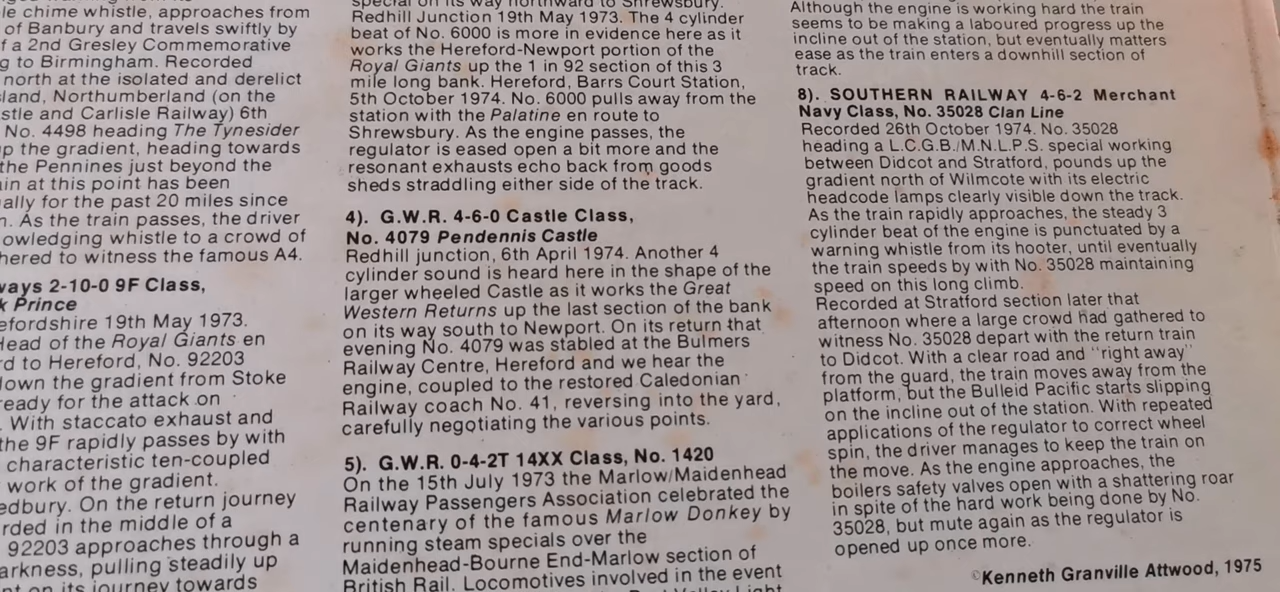 le chime whistle, approaches from
of Banbury and travels swiftly by
f a 2nd Gresley Commemorative
g to Birmingham. Recorded
north at the isolated and derelict
land, Northumberland (on the
stle and Carlisle Railway) 6th
No. 4498 heading The Tynesider
p the gradient, heading towards
the Pennines just beyond the
in at this point has been
ally for the past 20 miles since
n. As the train passes, the driver
owledging whistle to a crowd of
hered to witness the famous A4.
ways 2-10-0 9F Class,
k Prince
efordshire 19th May 1973.
Head of the Royal Giants en
rd to Hereford, No. 92203
down the gradient from Stoke
ready for the attack on
. With staccato exhaust and
the 9F rapidly passes by with
characteristic ten-coupled
work of the gradient.
edbury. On the return journey
rded in the middle of a
92203 approaches through a
arkness, pulling steadily up
nt on its journey towards
special on its way northward to Shrewsbury.
Redhill Junction 19th May 1973. The 4 cylinder
beat of No. 6000 is more in evidence here as it
works the Hereford-Newport portion of the
Royal Giants up the 1 in 92 section of this 3
mile long bank. Hereford, Barrs Court Station,
5th October 1974. No. 6000 pulls away from the
station with the Palatine en route to
Shrewsbury. As the engine passes, the
regulator is eased open a bit more and the
resonant exhausts echo back from goods
sheds straddling either side of the track.
4). G.W.R. 4-6-0 Castle Class,
No. 4079 Pendennis Castle
Redhill junction, 6th April 1974. Another 4
cylinder sound is heard here in the shape of the
larger wheeled Castle as it works the Great
Western Returns up the last section of the bank
on its way south to Newport. On its return that
evening No. 4079 was stabled at the Bulmers
Railway Centre, Hereford and we hear the
engine, coupled to the restored Caledonian
Railway coach No. 41, reversing into the yard,
carefully negotiating the various points.
5). G.W.R. 0-4-2T 14XX Class, No. 1420
On the 15th July 1973 the Marlow/Maidenhead
Railway Passengers Association celebrated the
centenary of the famous Marlow Donkey by
running steam specials over the
Maidenhead-Bourne End-Marlow section of
British Rail. Locomotives involved in the event
Although the engine is working hard the train
seems to be making a laboured progress up the
incline out of the station, but eventually matters
ease as the train enters a downhill section of
track.
8). SOUTHERN RAILWAY 4-6-2 Merchant
Navy Class, No. 35028 Clan Line
Recorded 26th October 1974. No. 35028
heading a L.C.G.B./M.N.L.P.S. special working
between Didcot and Stratford, pounds up the
gradient north of Wilmcote with its electric
headcode lamps clearly visible down the track.
As the train rapidly approaches, the steady 3
cylinder beat of the engine is punctuated by a
warning whistle from its hooter, until eventually
the train speeds by with No. 35028 maintaining
speed on this long climb.
Recorded at Stratford section later that
afternoon where a large crowd had gathered to
witness No. 35028 depart with the return train
to Didcot. With a clear road and "right away"
from the guard, the train moves away from the
platform, but the Bulleid Pacific starts slipping
on the incline out of the station. With repeated
applications of the regulator to correct wheel
spin, the driver manages to keep the train on
the move. As the engine approaches, the
boilers safety valves open with a shattering roar
in spite of the hard work being done by No.
35028, but mute again as the regulator is
opened up once more.
©Kenneth Granville Attwood, 1975